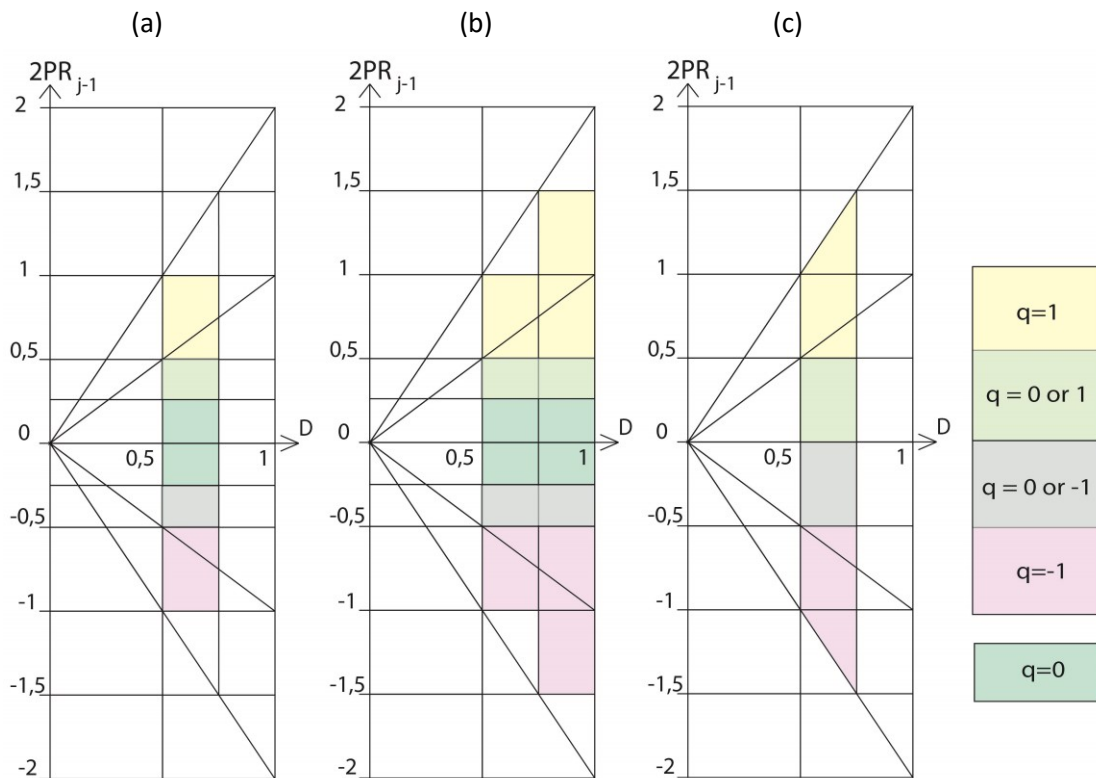 (a) (b) (c)
2PR j-1 2PR j-1 2PR j-1
2 2 2
1,5 1,5 1,5
1 1 1
q=1
0,5 0,5 0,5
q = 0 or 1
0 D 0 D 0 D
0,5 1 0,5 1 0,5 1
q = 0 or -1
-0,5 -0,5 -0,5
q=-1
-1 -1 -1
q=0
-1,5 -1,5 -1,5
-2 -2 -2